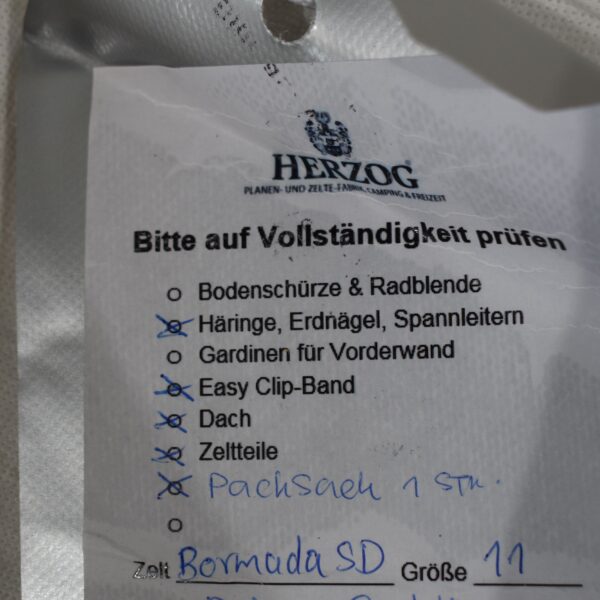 HERZOG
PLANEN- UND ZELTE-FABRIK, CAMPING & FREIZEIT
Bitte auf Vollständigkeit prüfen
Bodenschürze & Radblende
Häringe, Erdnägel, Spannleitern
Gardinen für Vorderwand
Easy Clip-Band
Dach
Zeltteile
Packsack 1 Stk.
Zelt Bormuda SD Größe 11